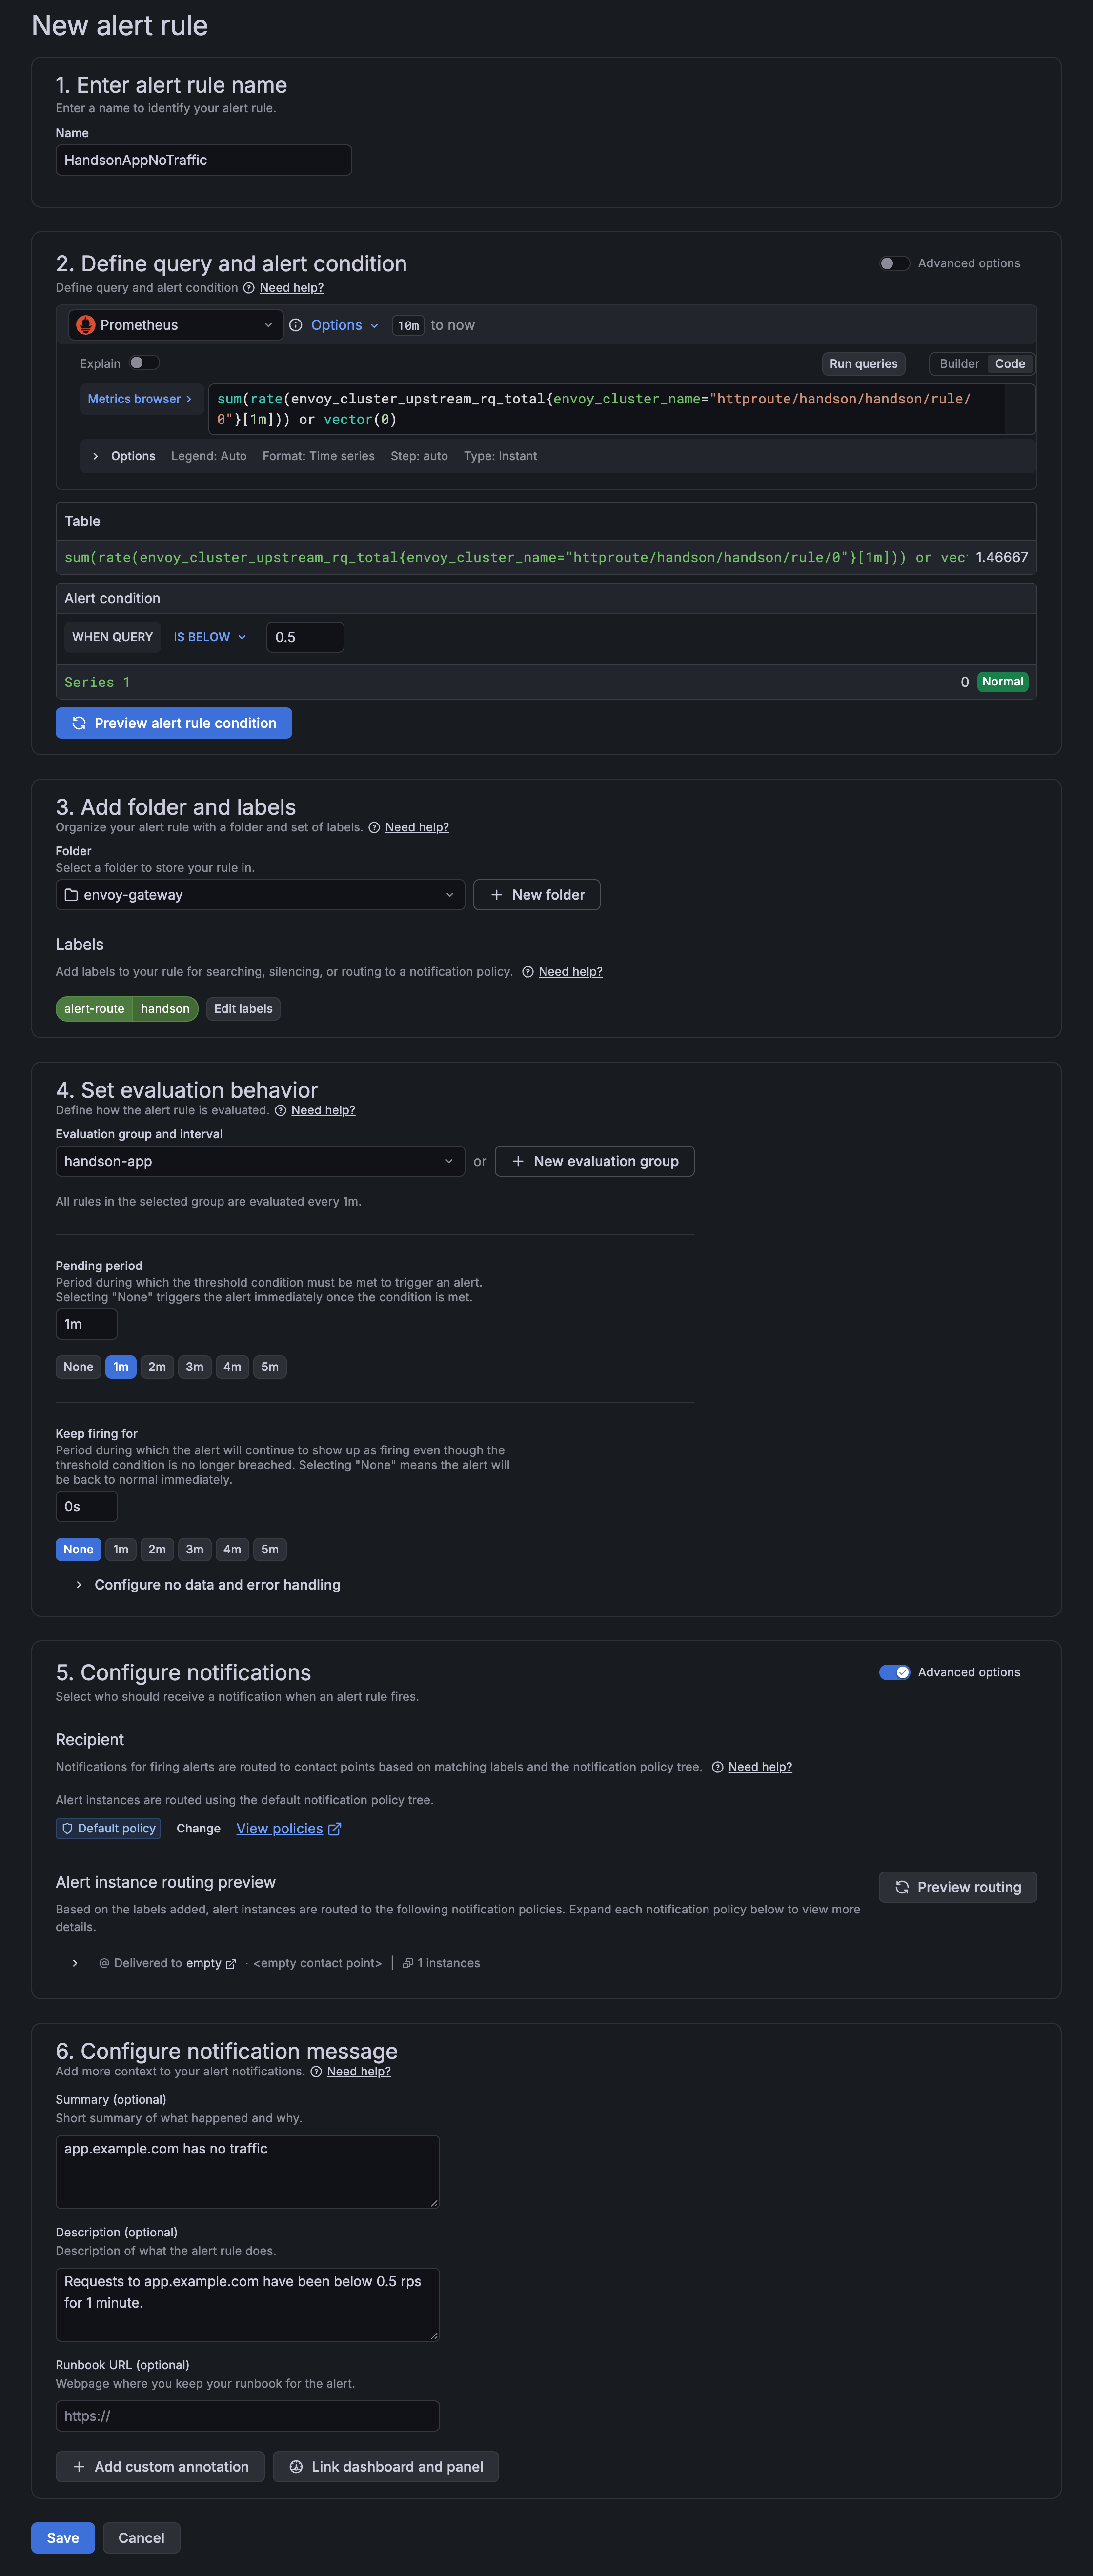 New alert rule
1. Enter alert rule name
Enter a name to identify your alert rule.
Name
HandsonAppNoTraffic
2. Define query and alert condition
Advanced options
Define query and alert condition Need help?
Prometheus Options 10m to now
Explain Run queries Builder Code
Metrics browser > sum(rate(envoy_cluster_upstream_rq_total{envoy_cluster_name="httproute/handson/handson/rule/
0"}[1m])) or vector(0)
Options Legend: Auto Format: Time series Step: auto Type: Instant
Table
sum(rate(envoy_cluster_upstream_rq_total{envoy_cluster_name="httproute/handson/handson/rule/0"}[1m])) or vec 1.46667
Alert condition
WHEN QUERY IS BELOW 0.5
Series 1 0 Normal
Preview alert rule condition
3. Add folder and labels
Organize your alert rule with a folder and set of labels. Need help?
Folder
Select a folder to store your rule in.
envoy-gateway + New folder
Labels
Add labels to your rule for searching, silencing, or routing to a notification policy. Need help?
alert-route handson Edit labels
4. Set evaluation behavior
Define how the alert rule is evaluated. Need help?
Evaluation group and interval
handson-app or + New evaluation group
All rules in the selected group are evaluated every 1m.
Pending period
Period during which the threshold condition must be met to trigger an alert.
Selecting "None" triggers the alert immediately once the condition is met.
1m
None 1m 2m 3m 4m 5m
Keep firing for
Period during which the alert will continue to show up as firing even though the
threshold condition is no longer breached. Selecting "None" means the alert will
be back to normal immediately.
0s
None 1m 2m 3m 4m 5m
Configure no data and error handling
5. Configure notifications
Advanced options
Select who should receive a notification when an alert rule fires.
Recipient
Notifications for firing alerts are routed to contact points based on matching labels and the notification policy tree. Need help?
Alert instances are routed using the default notification policy tree.
Default policy Change View policies
Alert instance routing preview
Preview routing
Based on the labels added, alert instances are routed to the following notification policies. Expand each notification policy below to view more
details.
@ Delivered to empty · <empty contact point> | 1 instances
6. Configure notification message
Add more context to your alert notifications. Need help?
Summary (optional)
Short summary of what happened and why.
app.example.com has no traffic
Description (optional)
Description of what the alert rule does.
Requests to app.example.com have been below 0.5 rps
for 1 minute.
Runbook URL (optional)
Webpage where you keep your runbook for the alert.
https://
+ Add custom annotation Link dashboard and panel
Save Cancel